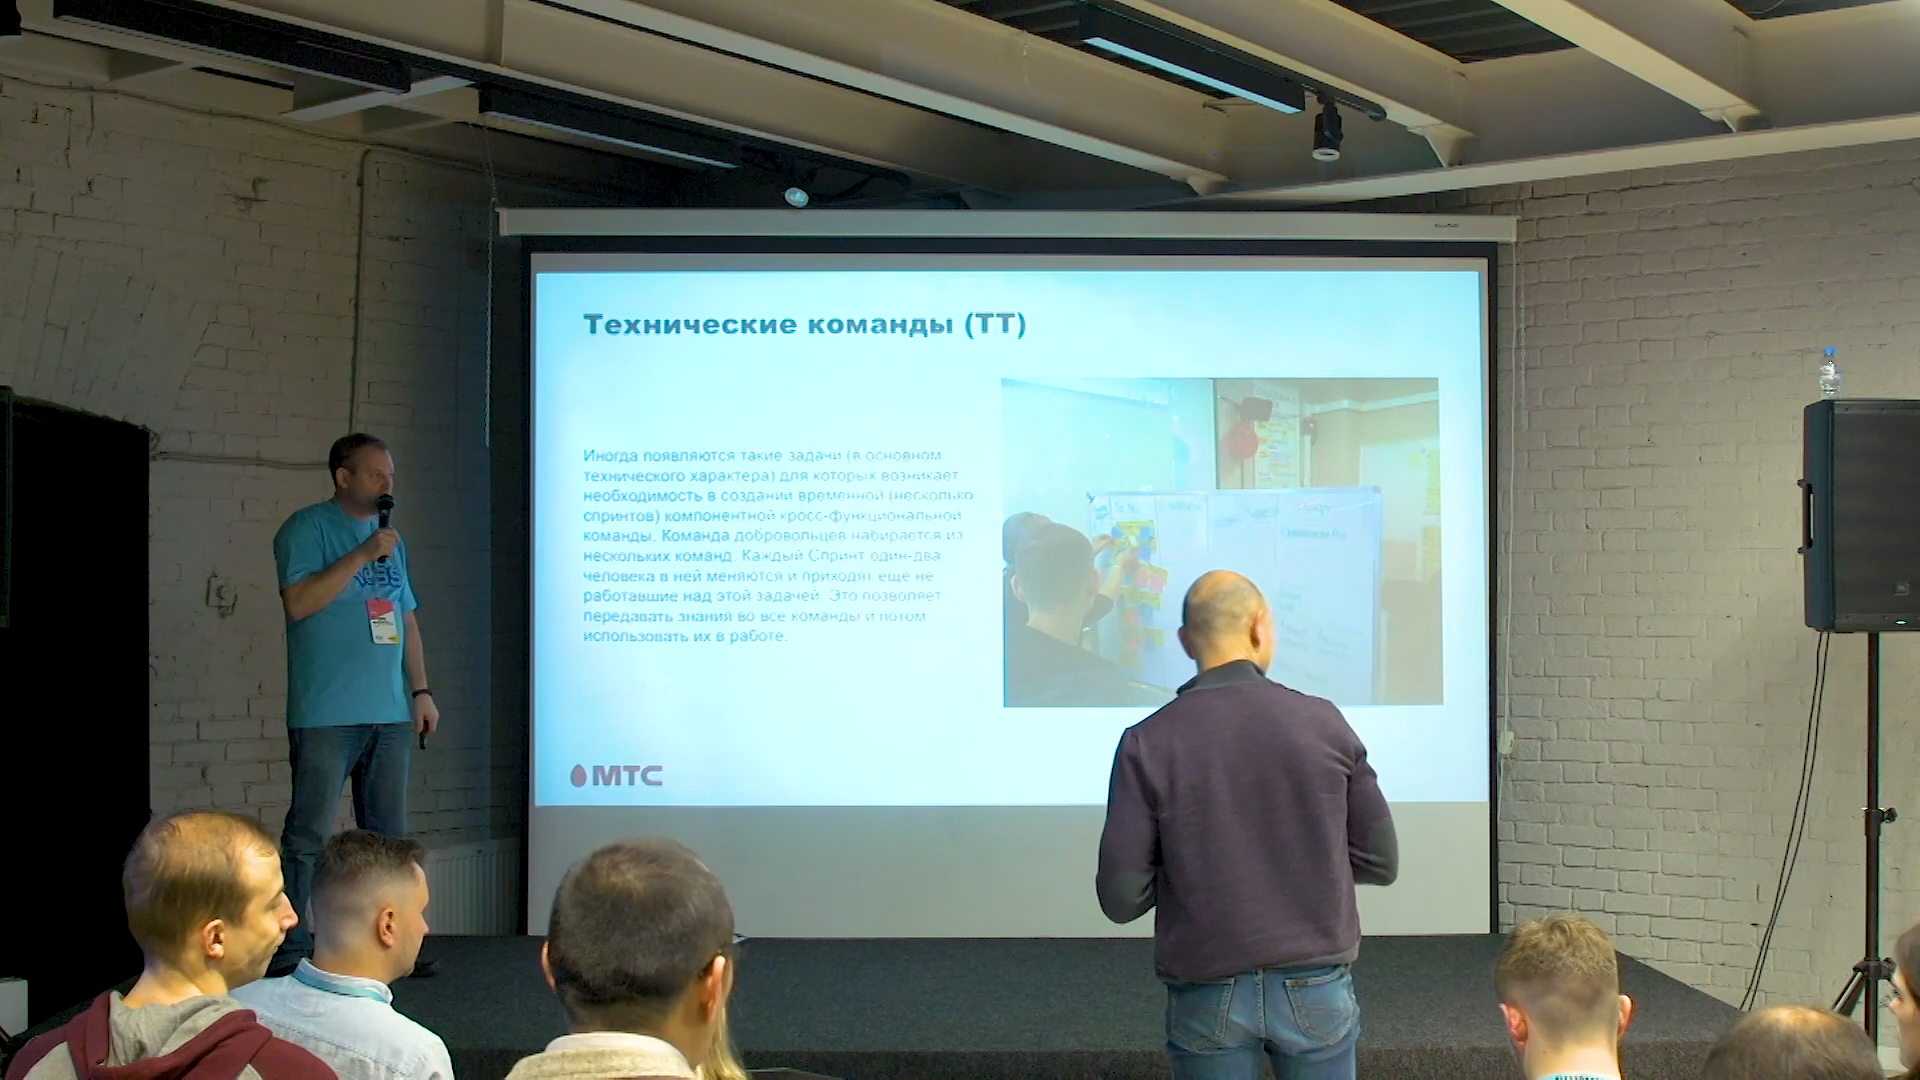 Технические команды (ТТ)
Иногда появляются такие задачи (в основном
технического характера) для которых возникает
необходимость в создании временной (несколько
спринтов) компонентной кросс-функциональной
команды. Команда добровольцев набирается из
нескольких команд. Каждый Спринт один-два
человека в ней меняются и приходят еще не
работавшие над этой задачей. Это позволяет
передавать знания во все команды и потом
использовать их в работе.
МТС